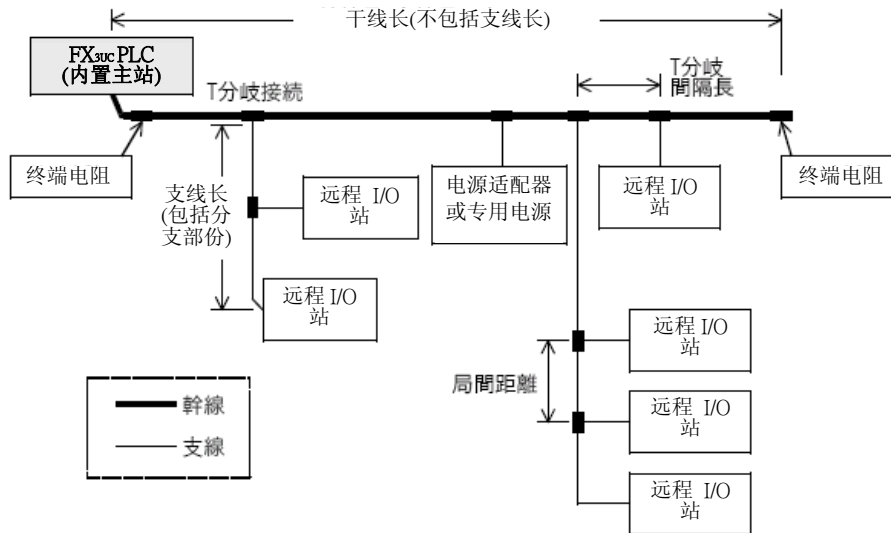 干线长(不包括支线长)
FX3UC PLC
(内置主站)
T分岐接続
T分岐
間隔長
终端电阻
支线长
(包括分
支部份)
远程 I/O
站
电源适配器
或专用电源
远程 I/O
站
终端电阻
远程 I/O
站
远程 I/O
站
局間距離
远程 I/O
站
远程 I/O
站
幹線
支線